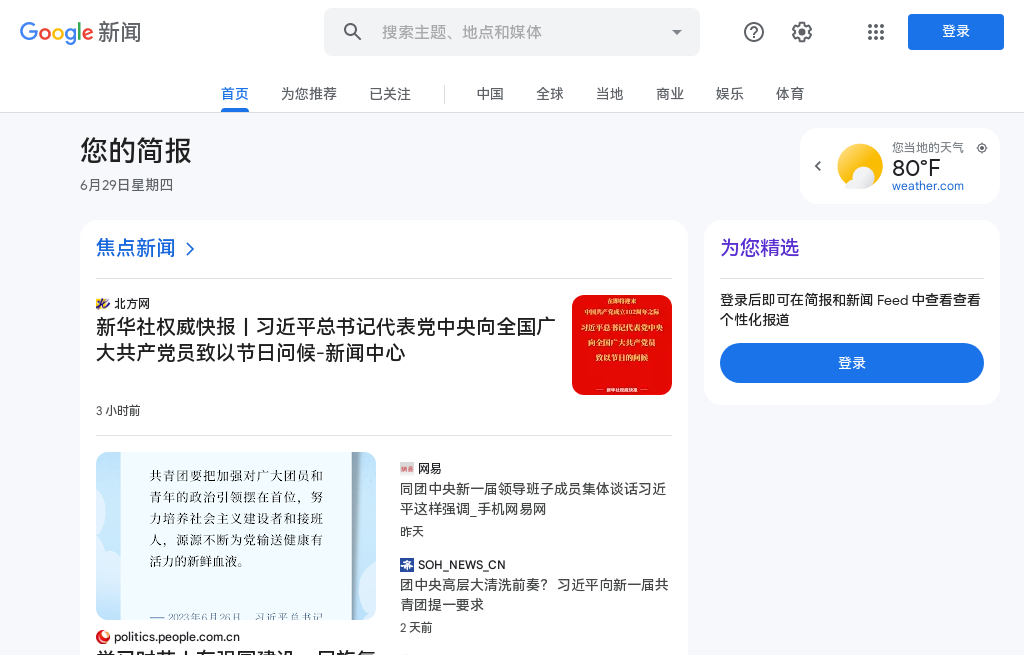 Google 新闻
搜索主题、地点和媒体
登录
首页
为您推荐
已关注
中国
全球
当地
商业
娱乐
体育
您的简报
6月29日星期四
您当地的天气
80°F
weather.com
焦点新闻
北方网
新华社权威快报丨习近平总书记代表党中央向全国广
大共产党员致以节日问候-新闻中心
3 小时前
在即将迎来
中国共产党成立102周年之际
习近平总书记代表党中央
向全国广大共产党员
致以节日的问候
新华社权威快报
共青团要把加强对广大团员和
青年的政治引领摆在首位，努
力培养社会主义建设者和接班
人，源源不断为党输送健康有
活力的新鲜血液。
—— 2023年6月26日，习近平总书记
politics.people.com.cn
网易
同团中央新一届领导班子成员集体谈话习近
平这样强调_手机网易网
昨天
SOH_NEWS_CN
团中央高层大清洗前奏？ 习近平向新一届共
青团提一要求
2 天前
为您精选
登录后即可在简报和新闻 Feed 中查看查看
个性化报道
登录